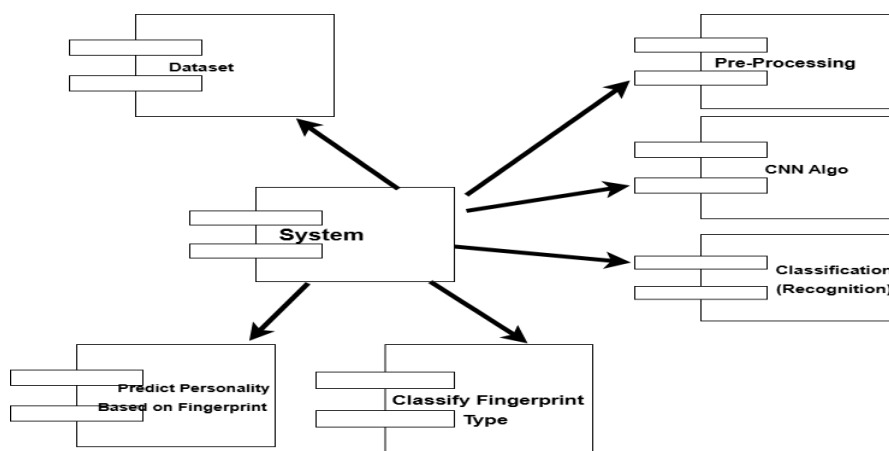 Dataset
Pre-Processing
CNN Algo
System
Classification
(Recognition)
Predict Personality
Based on Fingerprint
Classify Fingerprint
Type